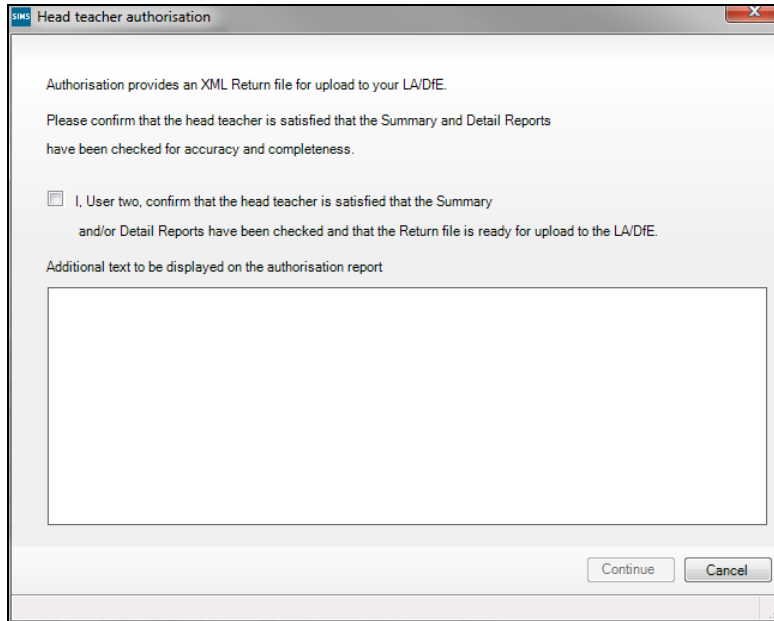 SIMS Head teacher authorisation
Authorisation provides an XML Return file for upload to your LA/DfE.
Please confirm that the head teacher is satisfied that the Summary and Detail Reports
have been checked for accuracy and completeness.
I, User two, confirm that the head teacher is satisfied that the Summary
and/or Detail Reports have been checked and that the Return file is ready for upload to the LA/DfE.
Additional text to be displayed on the authorisation report
Continue Cancel